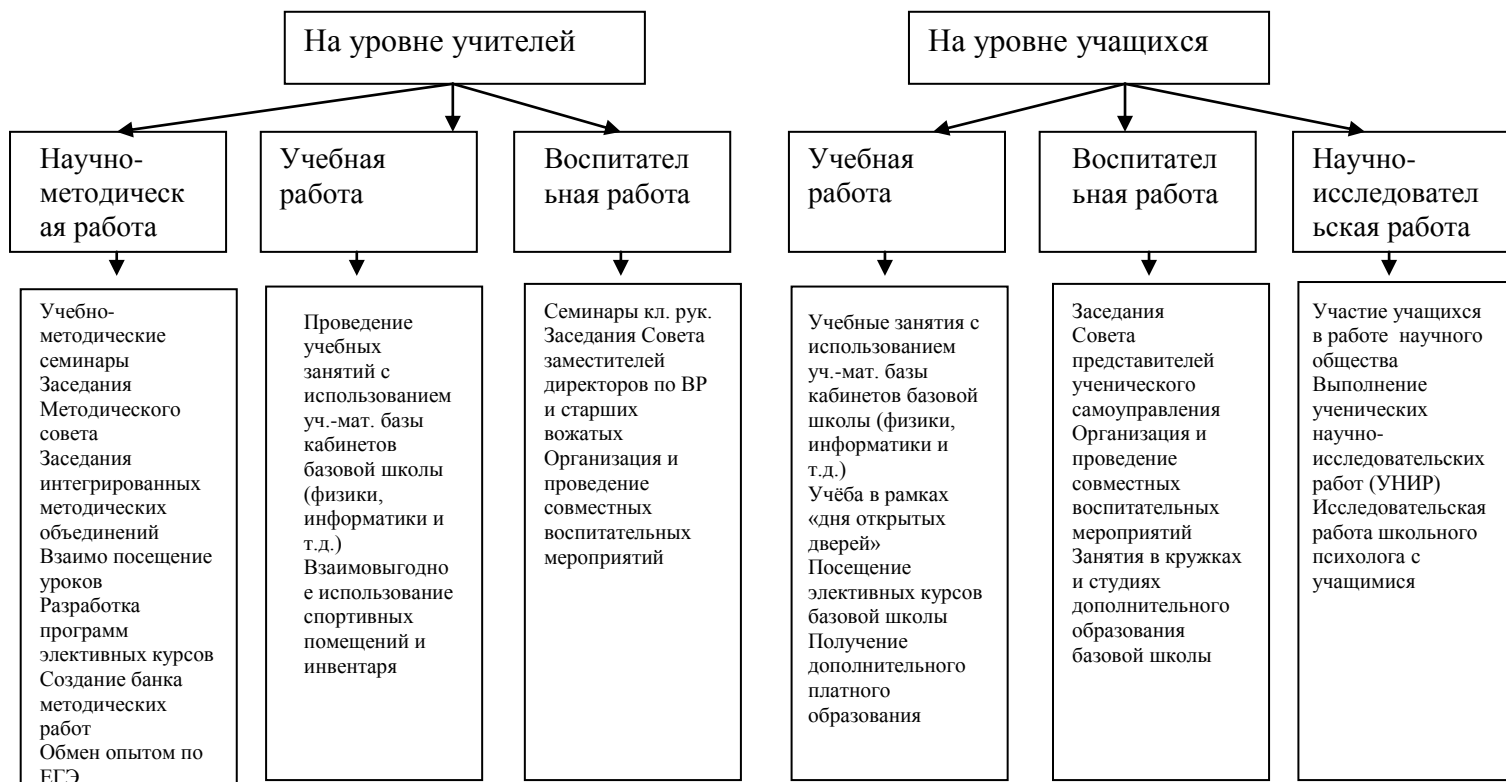 На уровне учителей
На уровне учащихся
Научно-
методическ
ая работа
Учебная
работа
Воспитател
ьная работа
Учебная
работа
Воспитател
ьная работа
Научно-
исследовател
ьская работа
Учебно-
методические
семинары
Заседания
Методического
совета
Заседания
интегрированных
методических
объединений
Взаимо посещение
уроков
Разработка
программ
элективных курсов
Создание банка
методических
работ
Обмен опытом по
ЕГЭ
Проведение
учебных
занятий с
использованием
уч.-мат. базы
кабинетов
базовой школы
(физики,
информатики и
т.д.)
Взаимовыгодно
е использование
спортивных
помещений и
инвентаря
Семинары кл. рук.
Заседания Совета
заместителей
директоров по ВР
и старших
вожатых
Организация и
проведение
совместных
воспитательных
мероприятий
Учебные занятия с
использованием
уч.-мат. базы
кабинетов базовой
школы (физики,
информатики и
т.д.)
Учёба в рамках
«дня открытых
дверей»
Посещение
элективных курсов
базовой школы
Получение
дополнительного
платного
образования
Заседания
Совета
представителей
ученического
самоуправления
Организация и
проведение
совместных
воспитательных
мероприятий
Занятия в кружках
и студиях
дополнительного
образования
базовой школы
Участие учащихся
в работе научного
общества
Выполнение
ученических
научно-
исследовательских
работ (УНИР)
Исследовательская
работа школьного
психолога с
учащимися